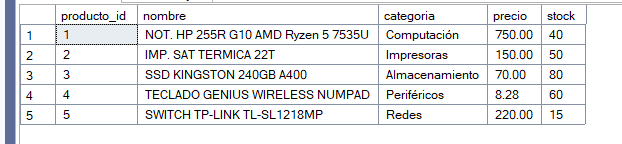 producto_id nombre categoria precio stock
1 1 NOT. HP 255R G10 AMD Ryzen 5 7535U Computación 750.00 40
2 2 IMP. SAT TERMICA 22T Impresoras 150.00 50
3 3 SSD KINGSTON 240GB A400 Almacenamiento 70.00 80
4 4 TECLADO GENIUS WIRELESS NUMPAD Periféricos 8.28 60
5 5 SWITCH TP-LINK TL-SL1218MP Redes 220.00 15